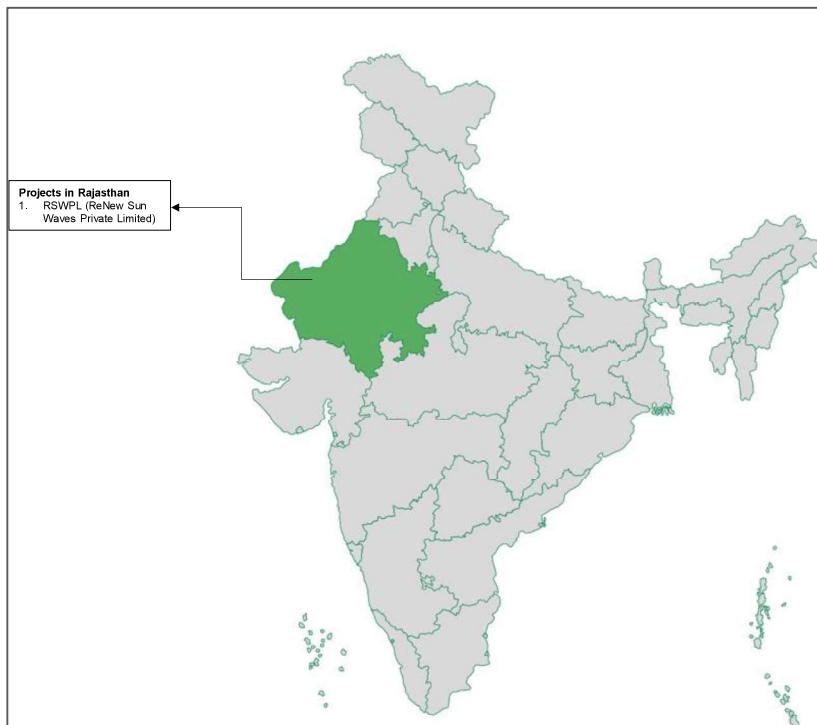 Projects in Rajasthan
1. RSWPL (ReNew Sun
Waves Private Limited)